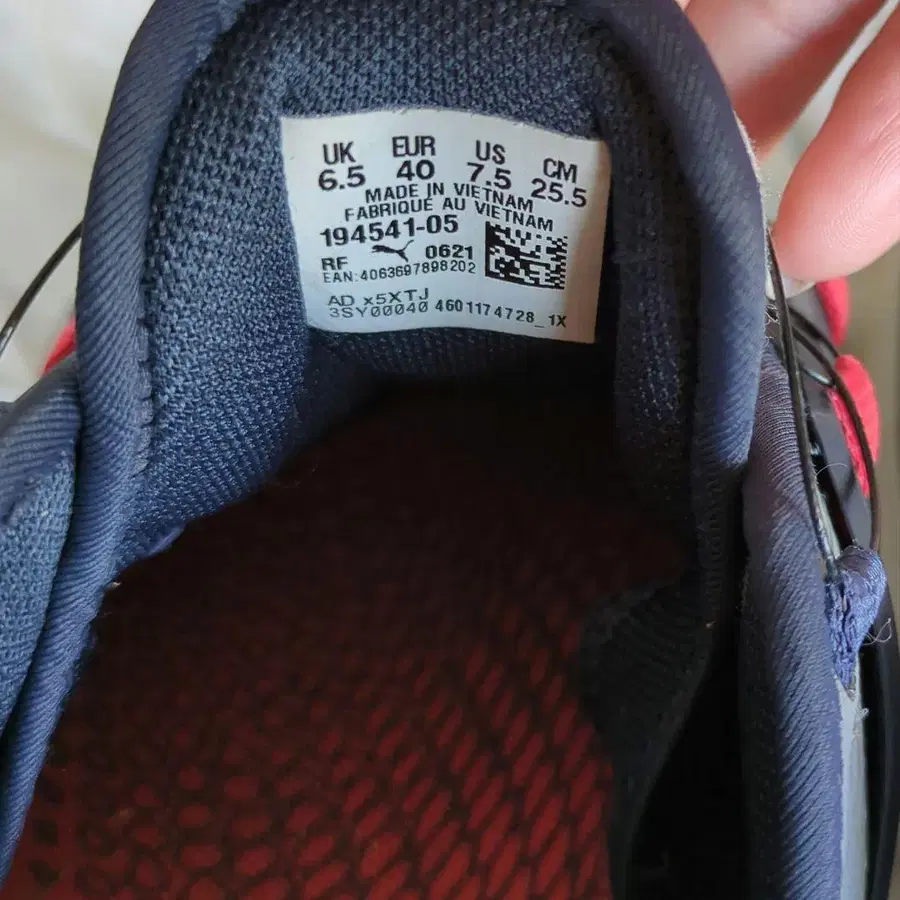 UK EUR US CM
6.5 40 7.5 25.5
MADE IN VIETNAM
FABRIQUÉ AU VIETNAM
194541-05
RF 0621
EAN:4063697898202
AD x5XTJ
3SY00040 4601174728_1X